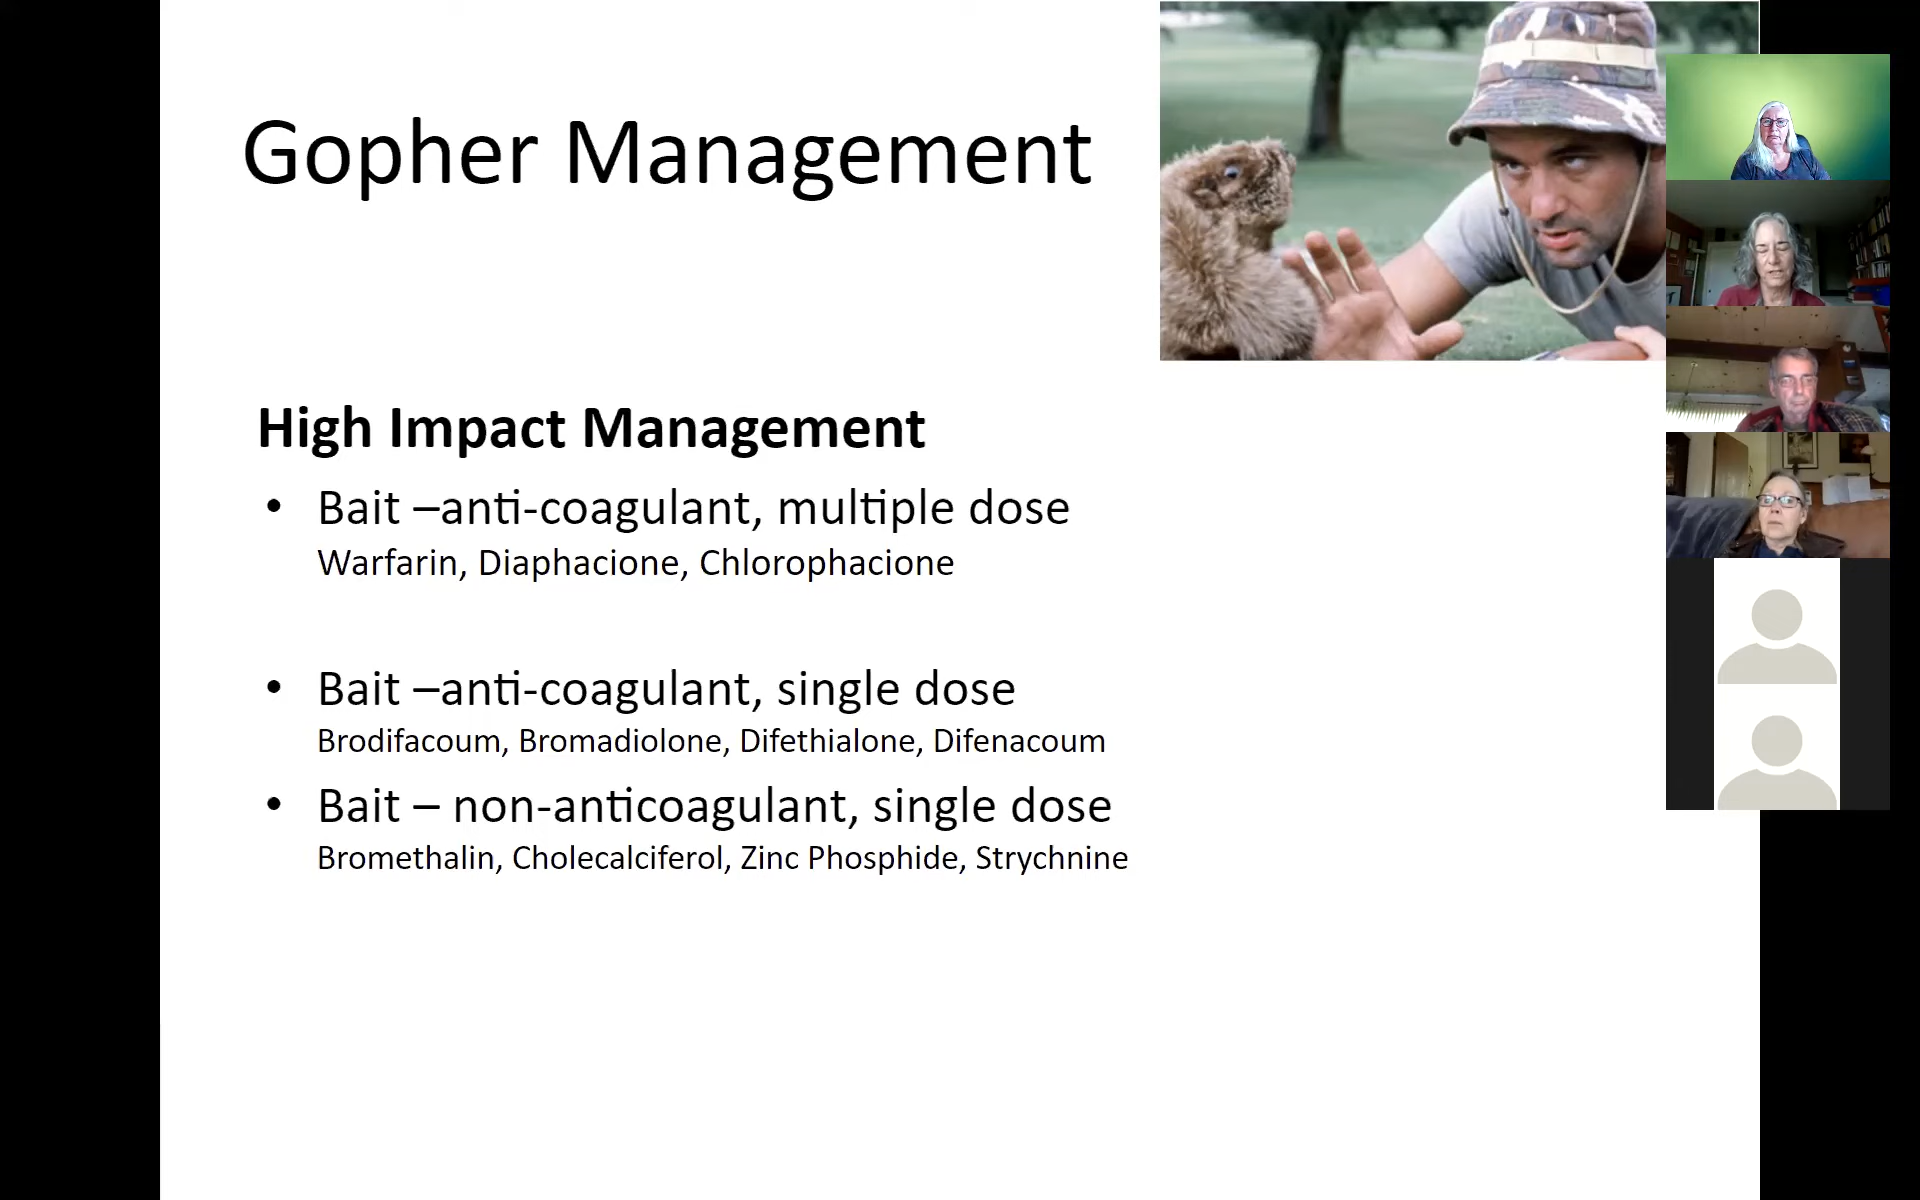 Gopher Management
High Impact Management
• Bait –anti-coagulant, multiple dose
Warfarin, Diaphacione, Chlorophacione
• Bait –anti-coagulant, single dose
Brodifacoum, Bromadiolone, Difethialone, Difenacoum
• Bait – non-anticoagulant, single dose
Bromethalin, Cholecalciferol, Zinc Phosphide, Strychnine